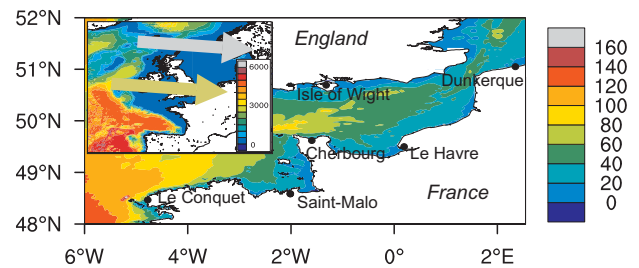 52°N
51°N
50°N
49°N
48°N
6°W
4°W
2°W
0°
2°E
England
Dunkerque
Isle of Wight
Cherbourg
Le Havre
Le Conquet
Saint-Malo
France
6000
3000
0
160
140
120
100
80
60
40
20
0